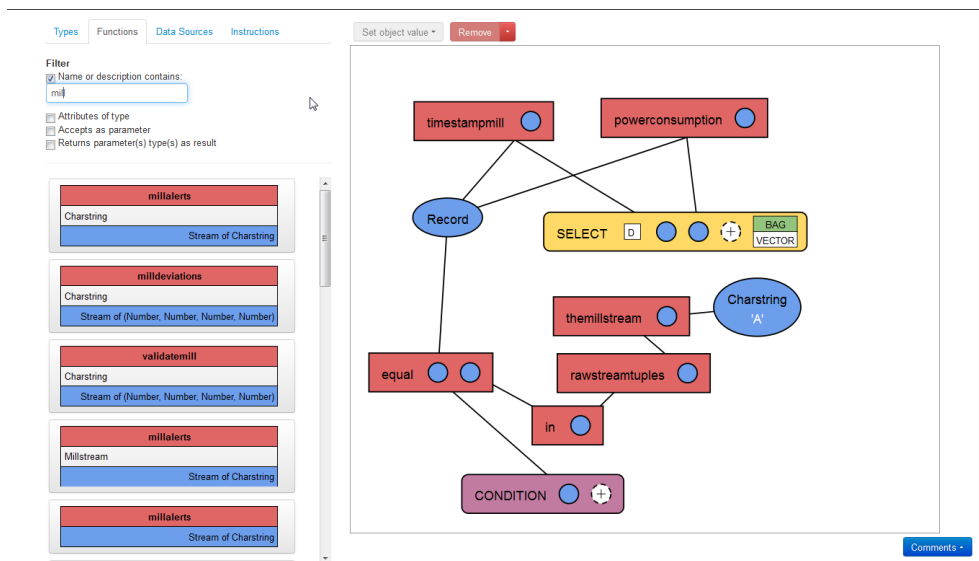 Types Functions Data Sources Instructions
Set object value Remove
Filter
Name or description contains:
mill
Attributes of type
Accepts as parameter
Returns parameter(s) type(s) as result
millalerts
Charstring
Stream of Charstring
milldeviations
Charstring
Stream of (Number, Number, Number, Number)
validatemill
Charstring
Stream of (Number, Number, Number, Number)
millalerts
Millstream
Stream of Charstring
millalerts
Stream of Charstring
timestampmill
powerconsumption
Record
SELECT D + BAG
VECTOR
Charstring
'A'
themillstream
equal
rawstreamtuples
in
CONDITION +
Comments